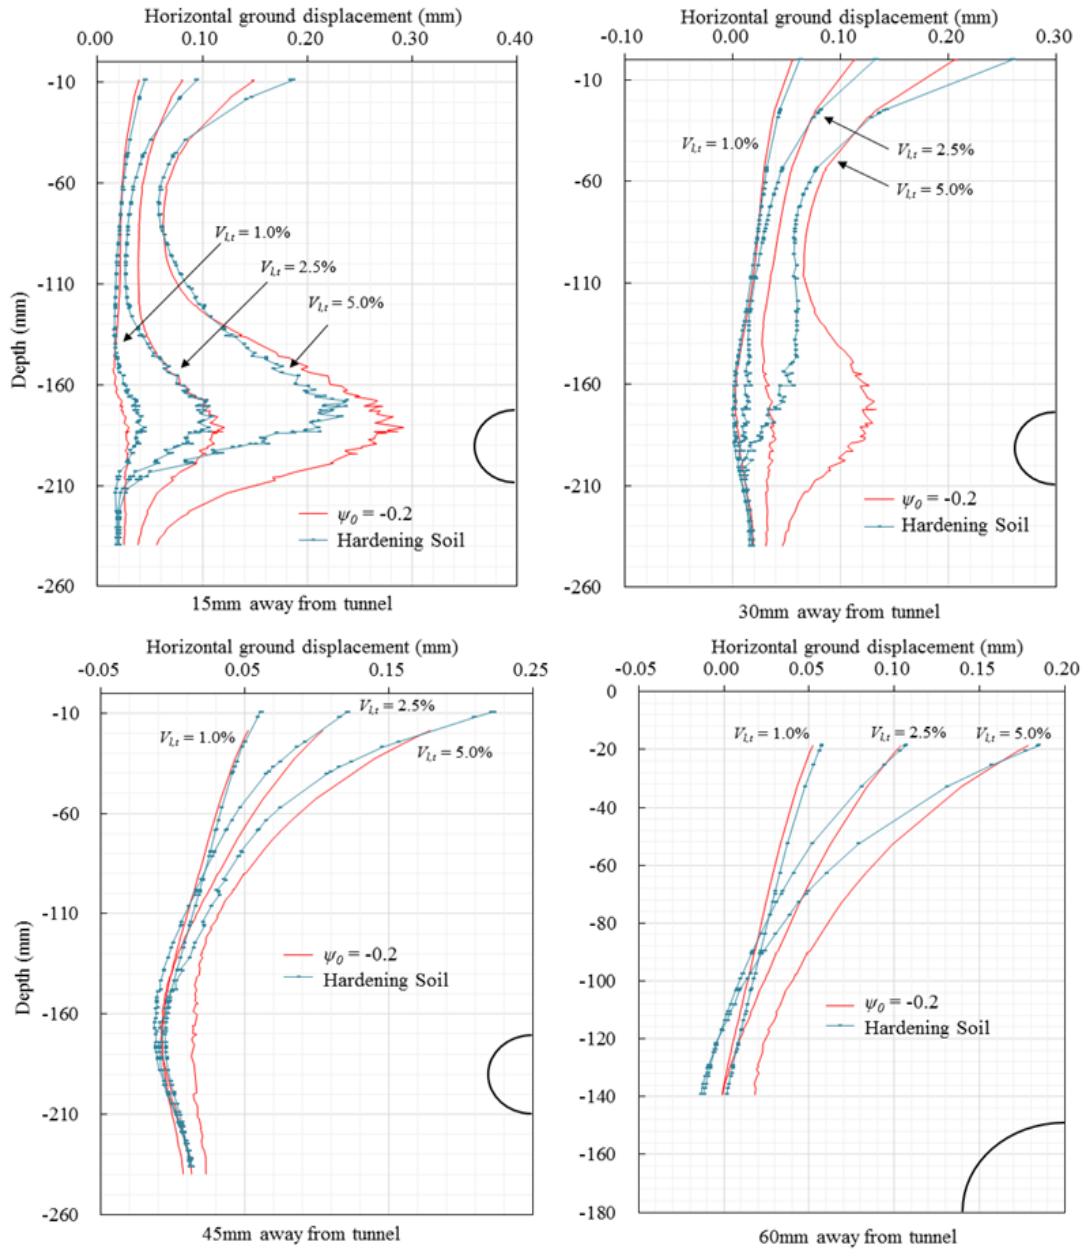 Horizontal ground displacement (mm)
0.00 0.10 0.20 0.30 0.40
-10
-60
-110
-160
-210
-260
Depth (mm)
V_{l,t} = 1.0%
V_{l,t} = 2.5%
V_{l,t} = 5.0%
ψ_0 = -0.2
Hardening Soil
15mm away from tunnel
Horizontal ground displacement (mm)
-0.10 0.00 0.10 0.20 0.30
-10
-60
-110
-160
-210
-260
V_{l,t} = 1.0%
V_{l,t} = 2.5%
V_{l,t} = 5.0%
ψ_0 = -0.2
Hardening Soil
30mm away from tunnel
Horizontal ground displacement (mm)
-0.05 0.05 0.15 0.25
-10
-60
-110
-160
-210
-260
Depth (mm)
V_{l,t} = 2.5%
V_{l,t} = 1.0%
V_{l,t} = 5.0%
ψ_0 = -0.2
Hardening Soil
45mm away from tunnel
Horizontal ground displacement (mm)
-0.05 0.00 0.05 0.10 0.15 0.20
0
-20
-40
-60
-80
-100
-120
-140
-160
-180
V_{l,t} = 1.0% V_{l,t} = 2.5% V_{l,t} = 5.0%
ψ_0 = -0.2
Hardening Soil
60mm away from tunnel